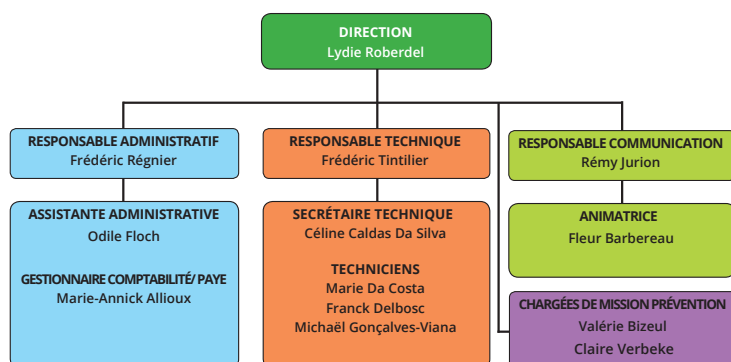 DIRECTION
Lydie Roberdel
RESPONSABLE ADMINISTRATIF
Frédéric Régnier
RESPONSABLE TECHNIQUE
Frédéric Tintilier
RESPONSABLE COMMUNICATION
Rémy Jurion
ASSISTANTE ADMINISTRATIVE
Odile Floch
GESTIONNAIRE COMPTABILITÉ/ PAYE
Marie-Annick Allioux
SECRÉTAIRE TECHNIQUE
Céline Caldas Da Silva
TECHNICIENS
Marie Da Costa
Franck Delbosc
Michaël Gonçalves-Viana
ANIMATRICE
Fleur Barbereau
CHARGÉES DE MISSION PRÉVENTION
Valérie Bizeul
Claire Verbeke